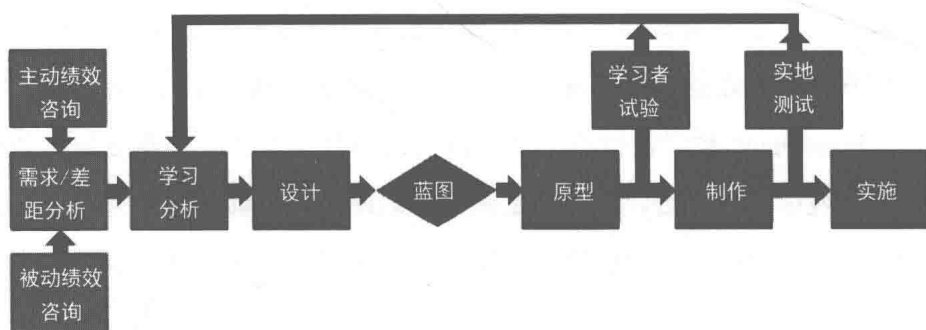 主动绩效
咨询
学习者
试验
实地
测试
需求/差
距分析
学习
分析
设计
蓝图
原型
制作
实施
被动绩效
咨询